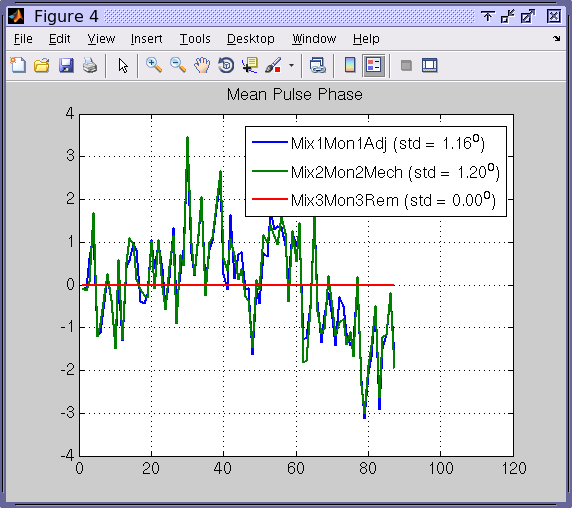 Figure 4
File Edit View Insert Tools Desktop Window Help
Mean Pulse Phase
Mix1Mon1Adj (std = 1.16°)
Mix2Mon2Mech (std = 1.20°)
Mix3Mon3Rem (std = 0.00°)
4
3
2
1
0
-1
-2
-3
-4
0 20 40 60 80 100 120